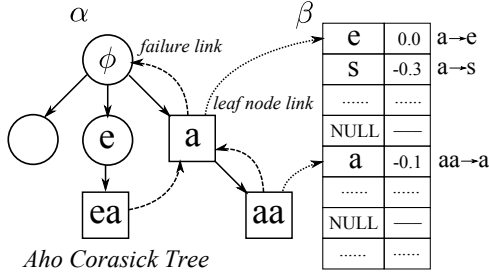 α
β
failure link
e 0.0 a→e
ϕ
s -0.3 a→s
leaf node link
...... ......
e
a
NULL —
a -0.1 aa→a
ea
aa
...... ......
NULL —
Aho Corasick Tree
...... ......